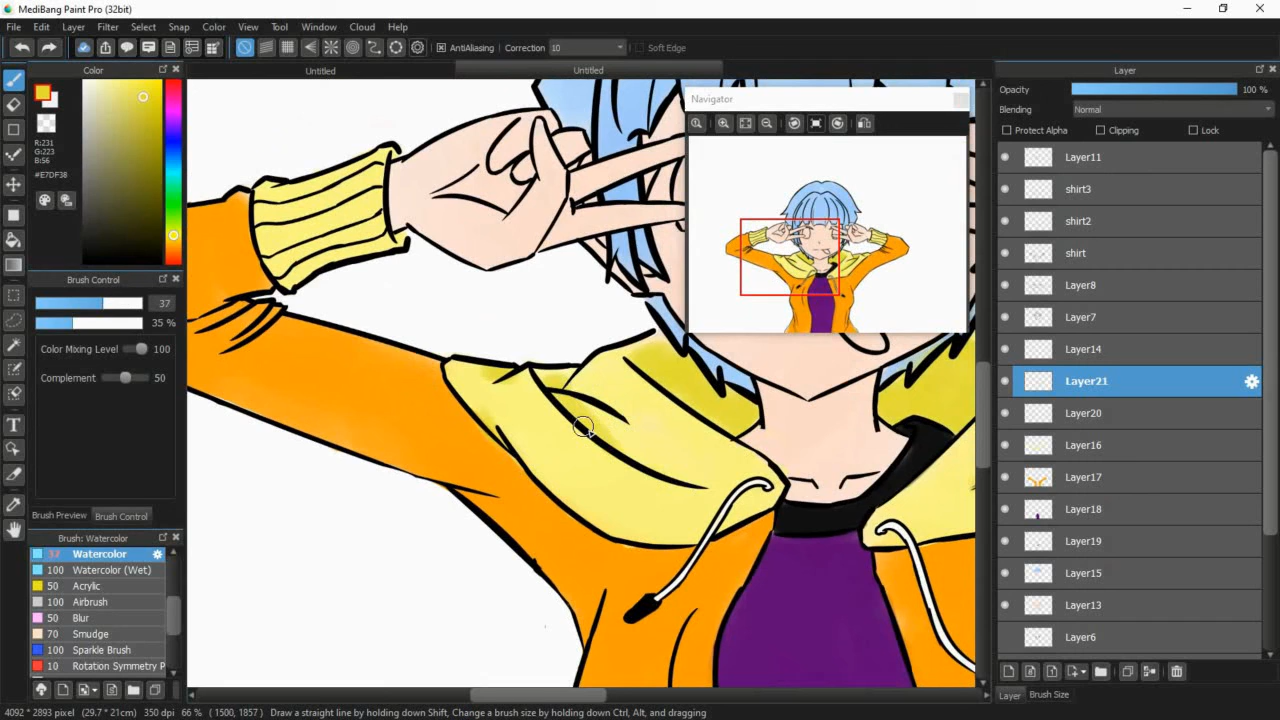 MediBang Paint Pro (32bit)
File Edit Layer Filter Select Snap Color View Tool Window Cloud Help
AntiAliasing Correction 10 Soft Edge
Color
Untitled
Untitled
Layer
R:231
G:223
B:56
#E7DF38
Brush Control
37
35 %
Color Mixing Level 100
Complement 50
Brush Preview Brush Control
Brush: Watercolor
37 Watercolor
100 Watercolor (Wet)
50 Acrylic
100 Airbrush
50 Blur
70 Smudge
100 Sparkle Brush
10 Rotation Symmetry P
Navigator
Opacity 100 %
Blending Normal
Protect Alpha Clipping Lock
Layer11
shirt3
shirt2
shirt
Layer8
Layer7
Layer14
Layer21
Layer20
Layer16
Layer17
Layer18
Layer19
Layer15
Layer13
Layer6
Layer Brush Size
4092 * 2893 pixel (29.7 * 21cm) 350 dpi 66 % ( 1500, 1857 ) Draw a straight line by holding down Shift, Change a brush size by holding down Ctrl, Alt, and dragging